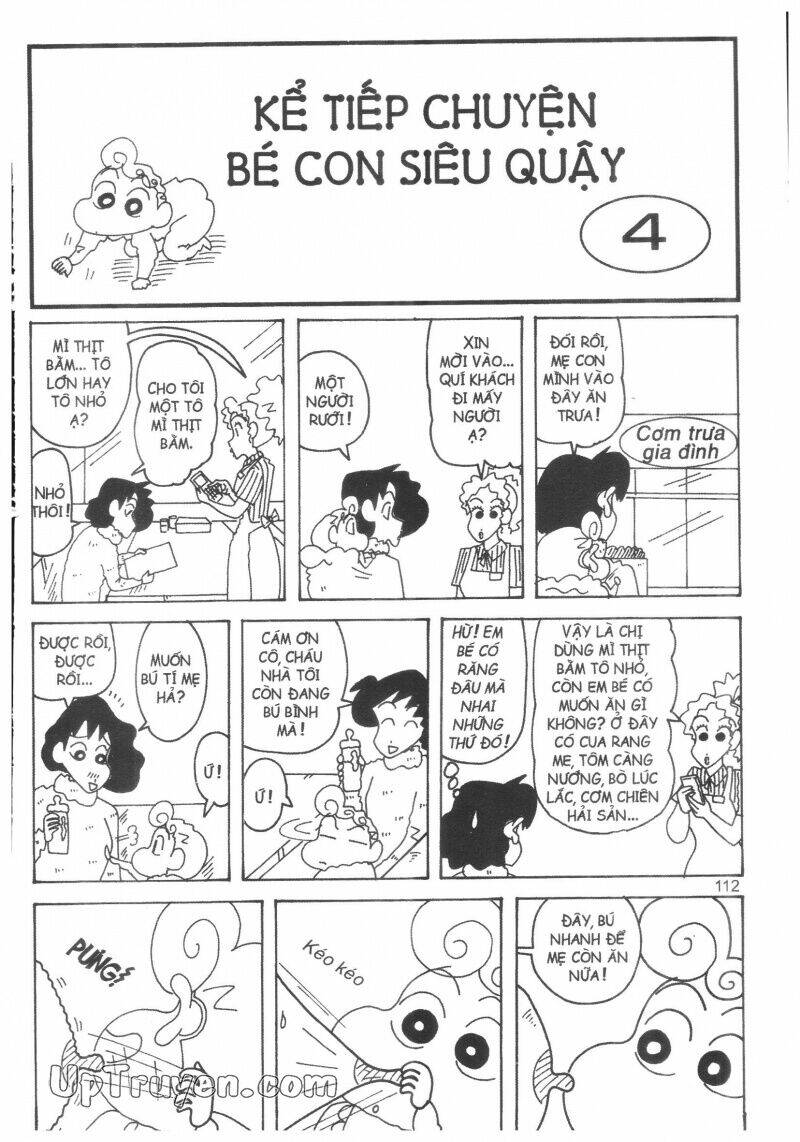 KỂ TIẾP CHUYỆN
BÉ CON SIÊU QUẬY
4
ĐÓI RỒI,
MẸ CON
MÌNH VÀO
ĐÂY ĂN
TRƯA!
Cơm trưa
gia đình
XIN
MỜI VÀO...
QUÍ KHÁCH
ĐI MẤY
NGƯỜI
Ạ?
MỘT
NGƯỜI
RƯỠI!
CHO TÔI
MỘT TÔ
MÌ THỊT
BẰM.
MÌ THỊT
BẰM... TÔ
LỚN HAY
TÔ NHỎ
Ạ?
NHỎ
THÔI!
VẬY LÀ CHỊ
DÙNG MÌ THỊT
BẰM TÔ NHỎ,
CÒN EM BÉ CÓ
MUỐN ĂN GÌ
KHÔNG? Ở ĐÂY
CÓ CUA RANG
ME, TÔM CÀNG
NƯỚNG, BÒ LÚC
LẮC, CƠM CHIÊN
HẢI SẢN...
HỪ! EM
BÉ CÓ
RĂNG
ĐÂU MÀ
NHAI
NHỮNG
THỨ ĐÓ!
CÁM ƠN
CÔ, CHÁU
NHÀ TÔI
CÒN ĐANG
BÚ BÌNH
MÀ!
Ứ!
MUỐN
BÚ TÍ MẸ
HẢ?
Ứ!
ĐƯỢC RỒI,
ĐƯỢC
RỒI...
112
ĐÂY, BÚ
NHANH ĐỂ
MẸ CÒN ĂN
NỮA!
Kéo kéo
PƯNG!
UpTruyen.com